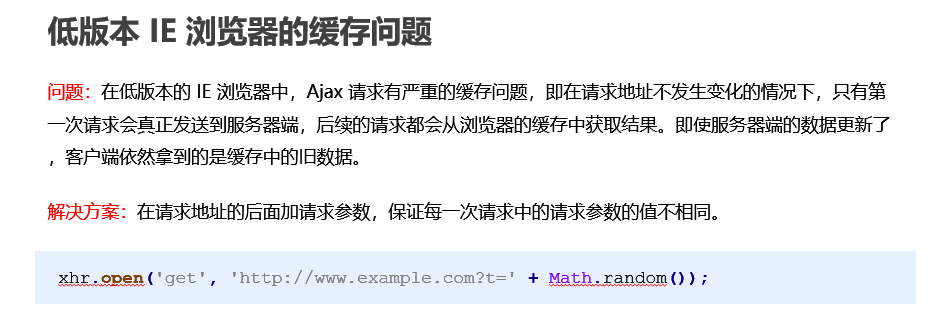 低版本 IE 浏览器的缓存问题
问题：在低版本的 IE 浏览器中，Ajax 请求有严重的缓存问题，即在请求地址不发生变化的情况下，只有第
一次请求会真正发送到服务器端，后续的请求都会从浏览器的缓存中获取结果。即使服务器端的数据更新了
，客户端依然拿到的是缓存中的旧数据。
解决方案：在请求地址的后面加请求参数，保证每一次请求中的请求参数的值不相同。
xhr.open('get', 'http://www.example.com?t=' + Math.random());